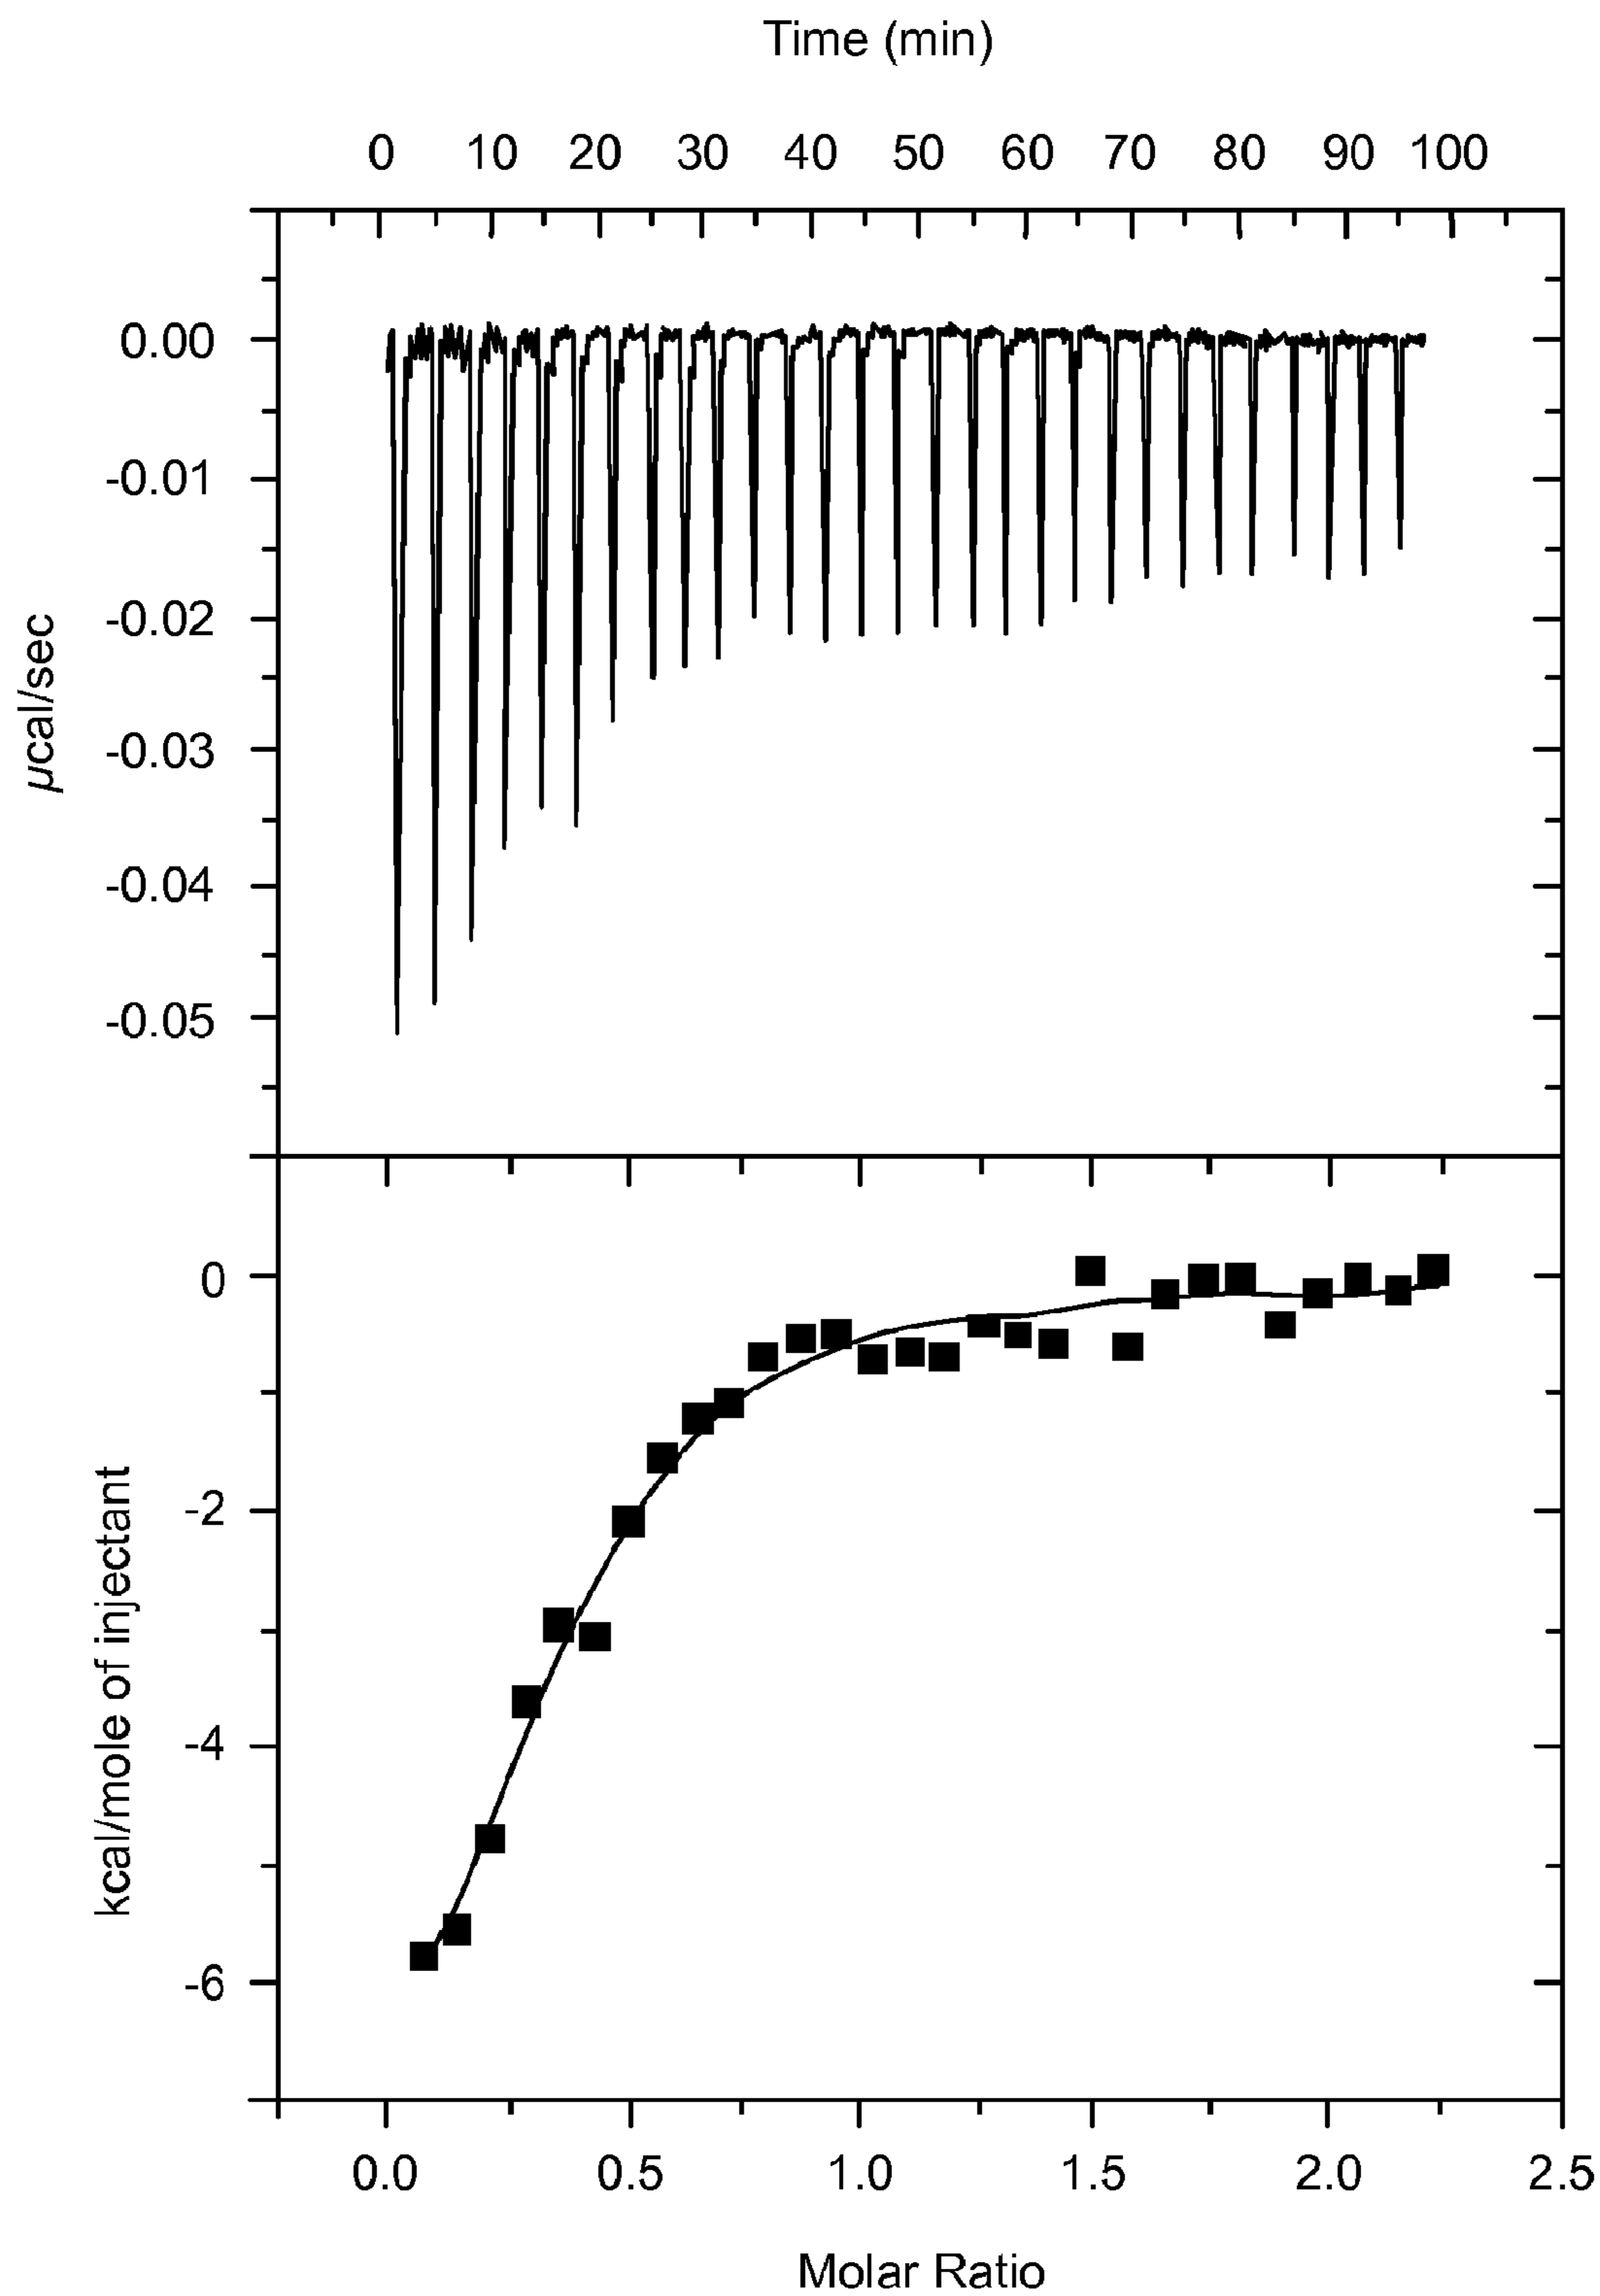 Time (min)
0 10 20 30 40 50 60 70 80 90 100
0.00
-0.01
-0.02
-0.03
-0.04
-0.05
µcal/sec
0
-2
-4
-6
kcal/mole of injectant
0.0 0.5 1.0 1.5 2.0 2.5
Molar Ratio